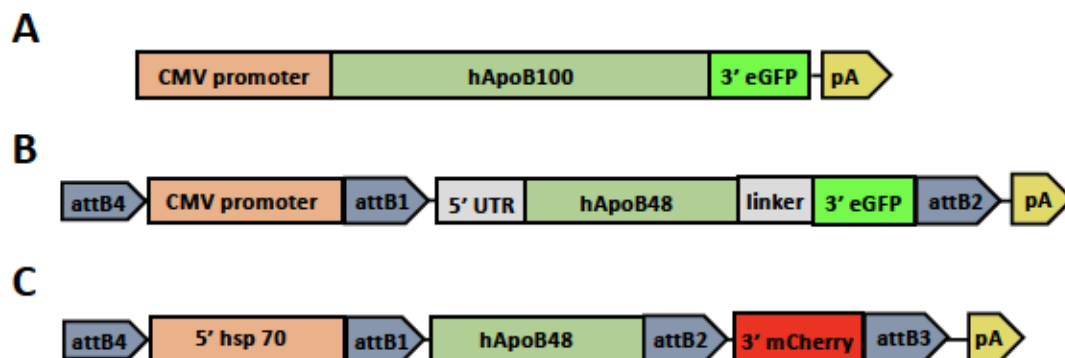 A
CMV promoter hApoB100 3’ eGFP pA
B
attB4 CMV promoter attB1 5’ UTR hApoB48 linker 3’ eGFP attB2 pA
C
attB4 5’ hsp 70 attB1 hApoB48 attB2 3’ mCherry attB3 pA